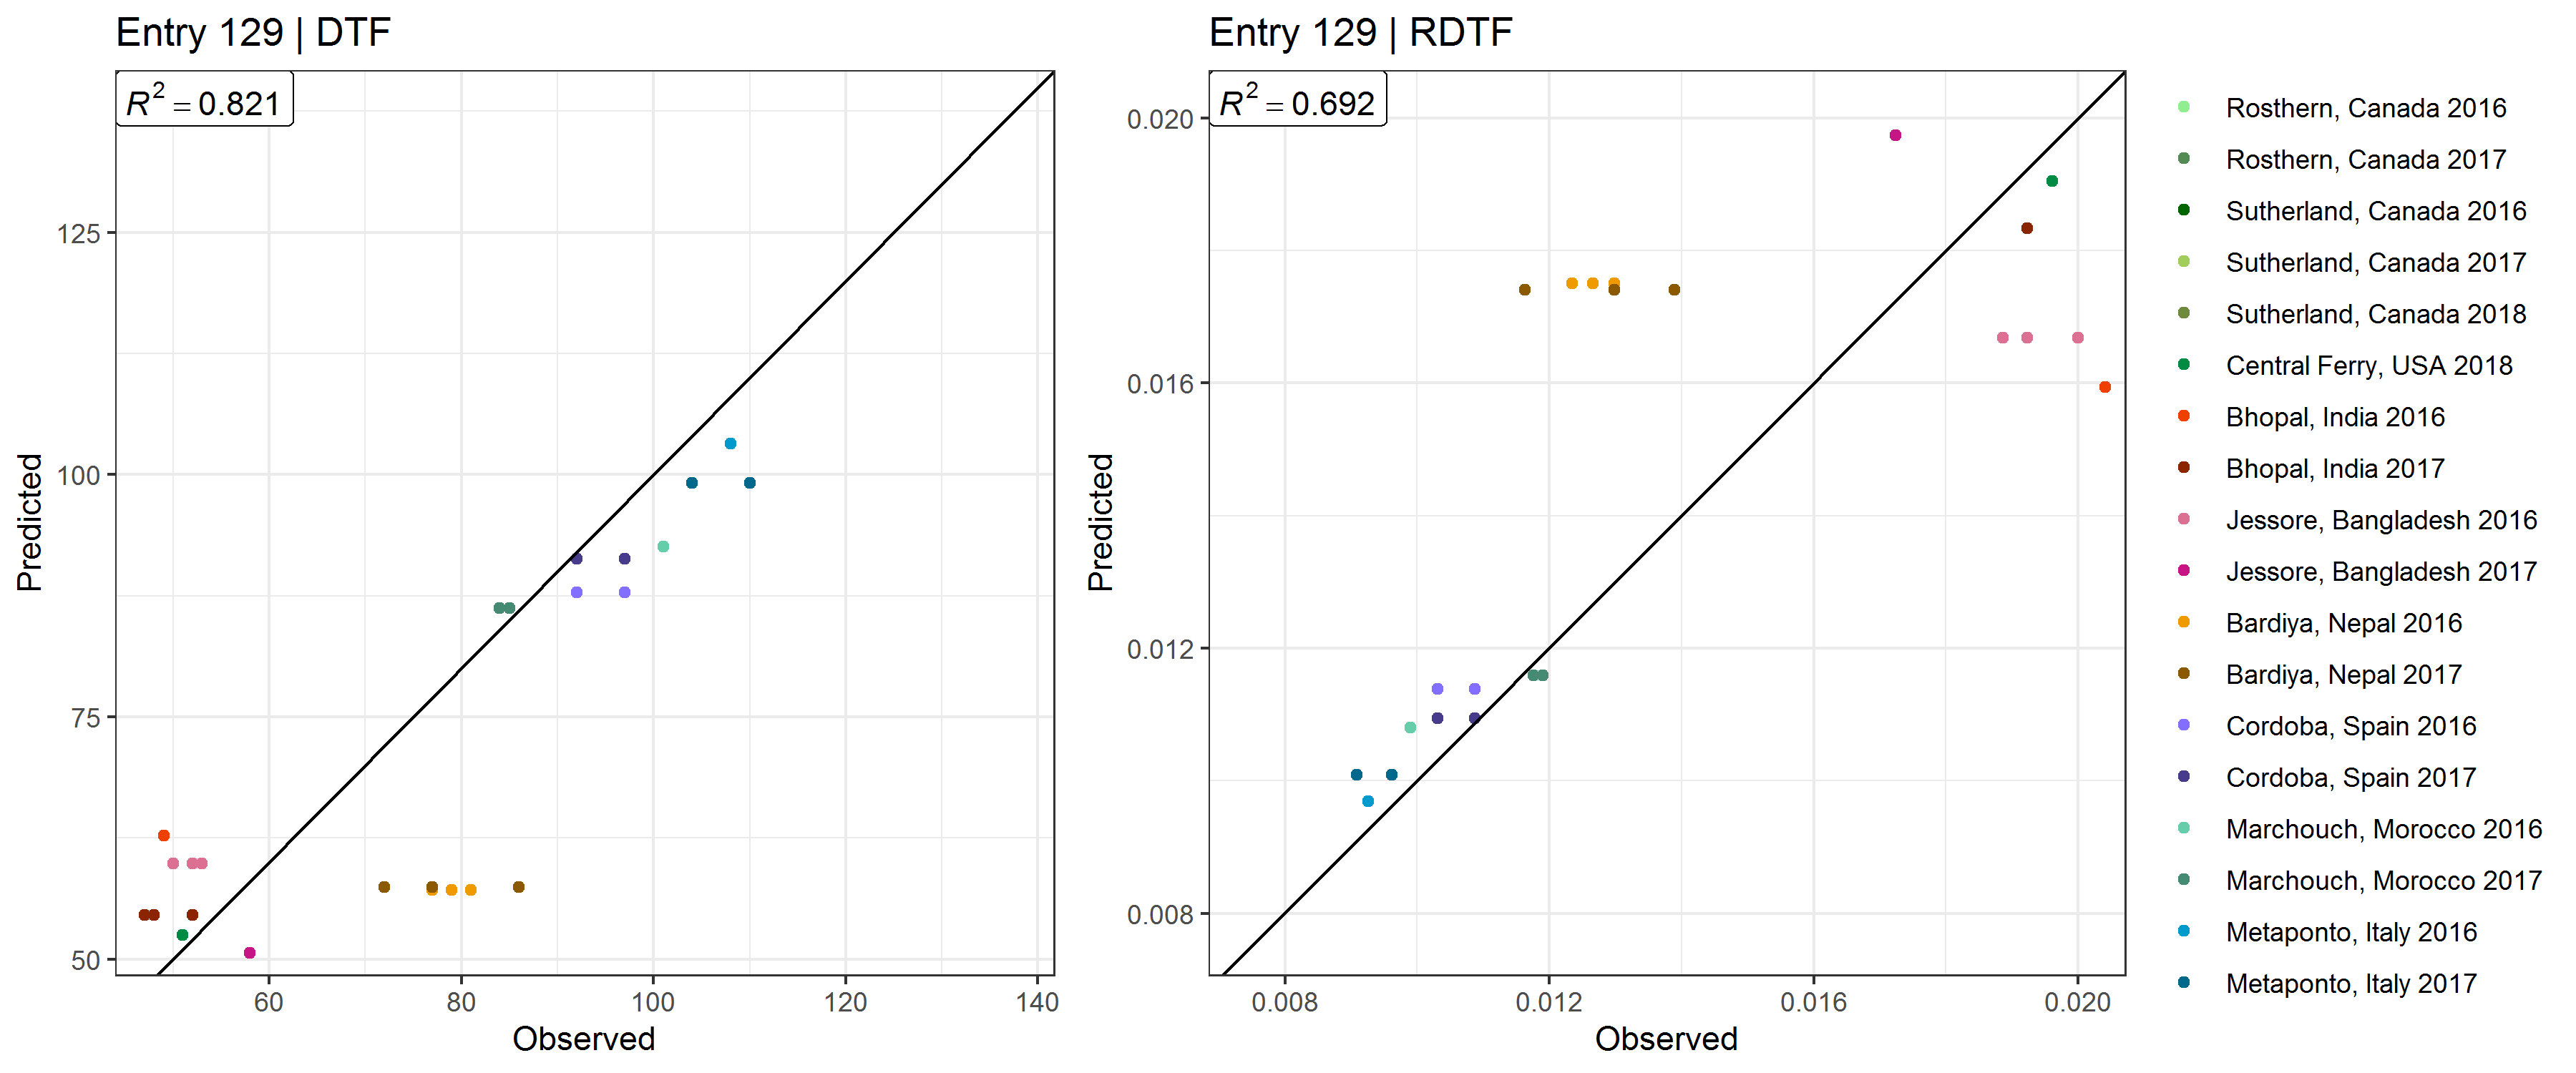 Entry 129 | DTF
R² = 0.821
125
100
75
50
Predicted
60 80 100 120 140
Observed
Entry 129 | RDTF
R² = 0.692
0.020
0.016
0.012
0.008
Predicted
0.008 0.012 0.016 0.020
Observed
Rosthern, Canada 2016
Rosthern, Canada 2017
Sutherland, Canada 2016
Sutherland, Canada 2017
Sutherland, Canada 2018
Central Ferry, USA 2018
Bhopal, India 2016
Bhopal, India 2017
Jessore, Bangladesh 2016
Jessore, Bangladesh 2017
Bardiya, Nepal 2016
Bardiya, Nepal 2017
Cordoba, Spain 2016
Cordoba, Spain 2017
Marchouch, Morocco 2016
Marchouch, Morocco 2017
Metaponto, Italy 2016
Metaponto, Italy 2017